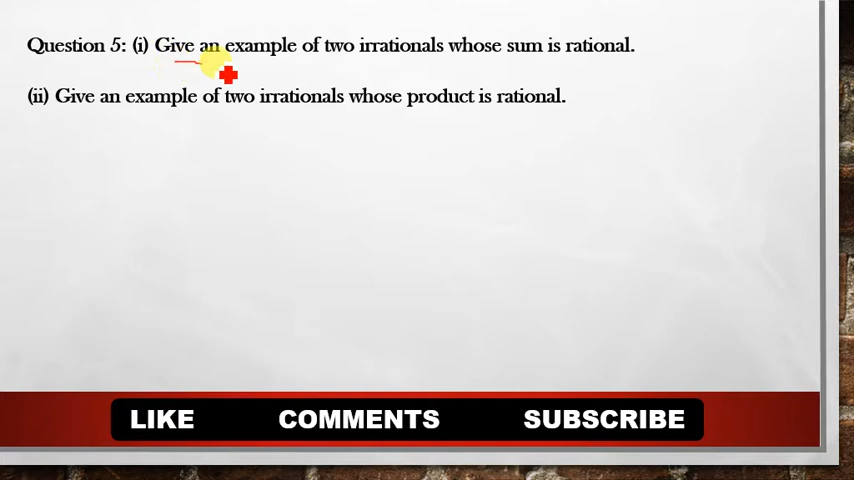 Question 5: (i) Give an example of two irrationals whose sum is rational.
(ii) Give an example of two irrationals whose product is rational.
LIKE COMMENTS SUBSCRIBE